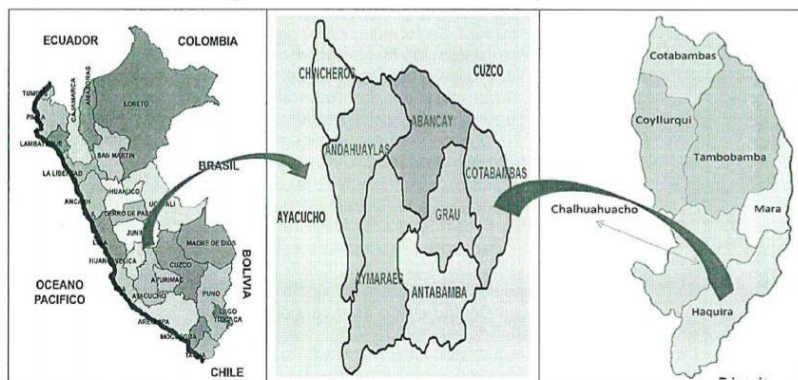 ECUADOR
COLOMBIA
TUMBES
PIURA
CAJAMARCA
AMAZONAS
LORETO
LAMBAYEQUE
SAN MARTIN
LA LIBERTAD
BRASIL
ANCASH
HUANUCO
UCAYALI
CERRO DE PASCO
LIMA
JUNIN
MADRE DE DIOS
HUANCAVELICA
CUZCO
OCEANO
PACIFICO
APURIMAC
AYACUCHO
PUNO
BOLIVIA
LAGO
TITICACA
AREQUIPA
MOQUEGUA
TACNA
CHILE
CHINCHEROS
CUZCO
ABANCAY
ANDAHUAYLAS
COTABAMBAS
AYACUCHO
GRAU
AYMARAES
ANTABAMBA
Cotabambas
Coyllurqui
Tambobamba
Mara
Chalhuahuacho
Haquira